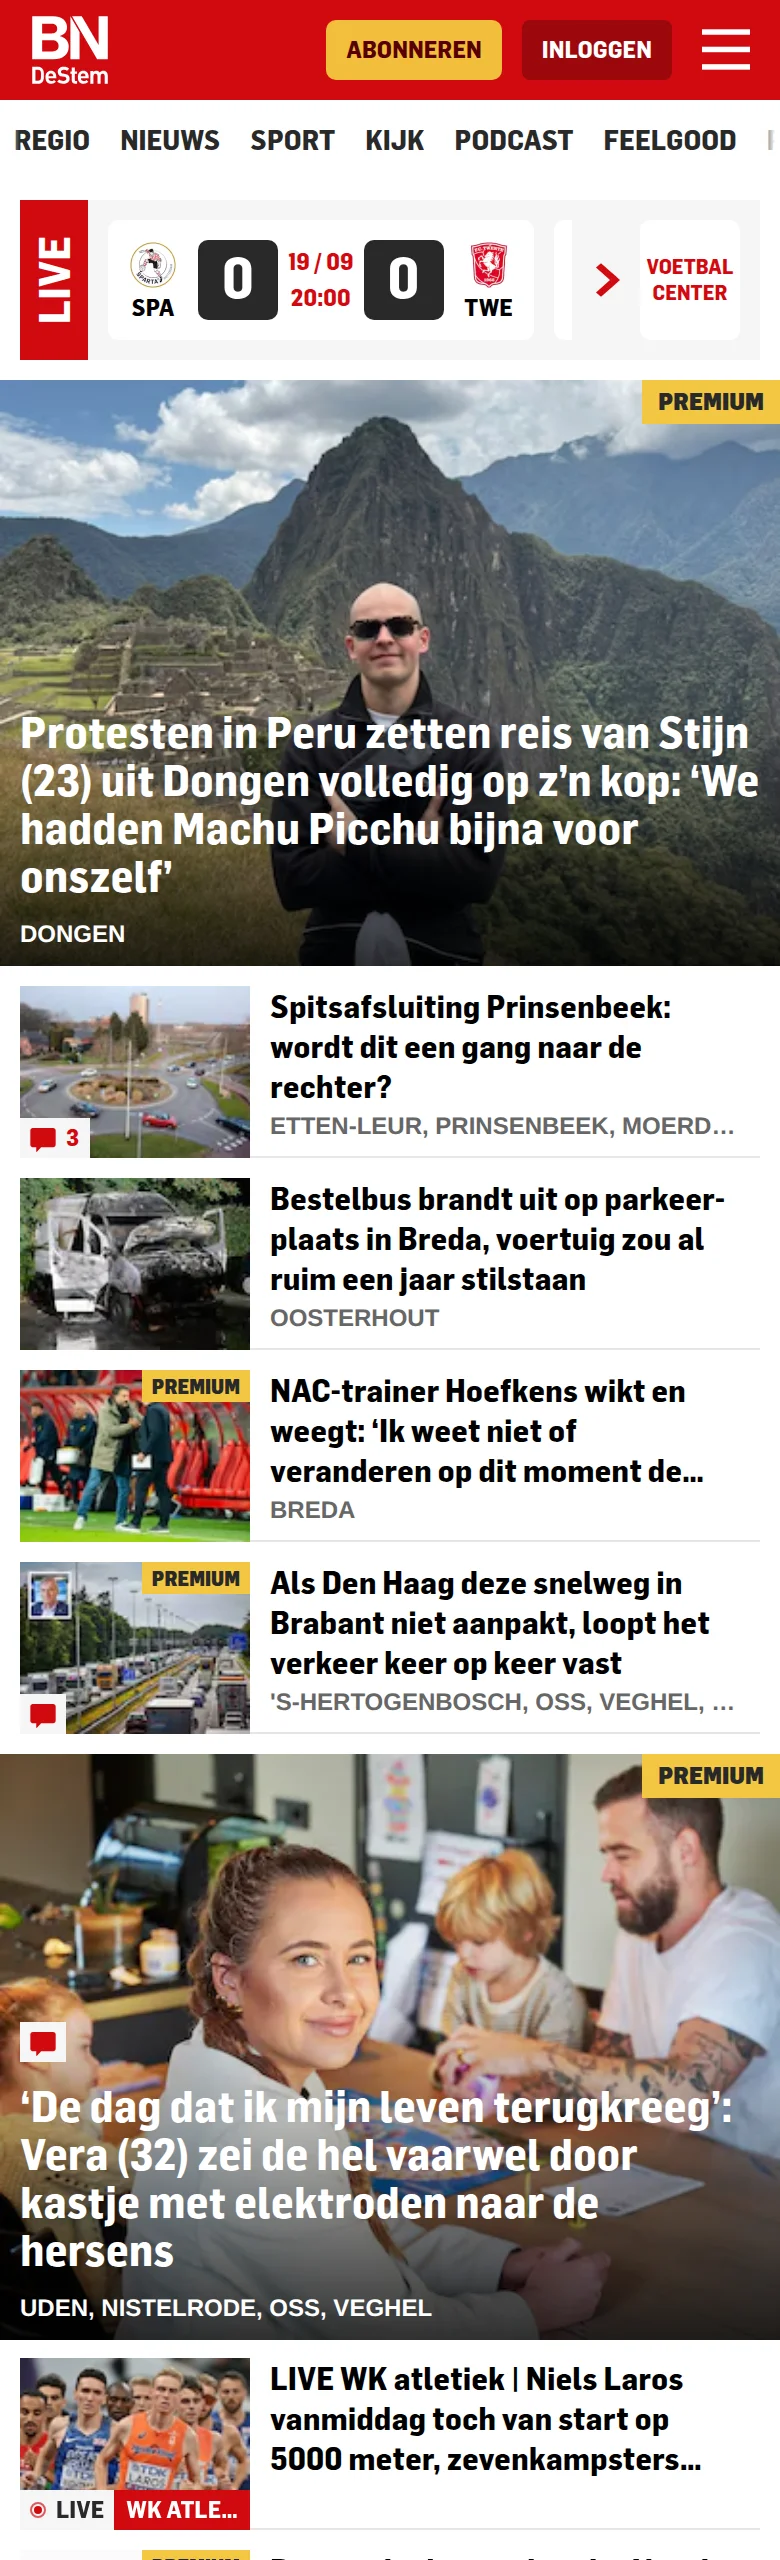 BN
DeStem
ABONNEREN
INLOGGEN
REGIO NIEUWS SPORT KIJK PODCAST FEELGOOD
LIVE
SPA
0
19 / 09
20:00
0
TWE
VOETBAL
CENTER
PREMIUM
Protesten in Peru zetten reis van Stijn
(23) uit Dongen volledig op z’n kop: ‘We
hadden Machu Picchu bijna voor
onszelf’
DONGEN
Spitsafsluiting Prinsenbeek:
wordt dit een gang naar de
rechter?
ETTEN-LEUR, PRINSENBEEK, MOERD…
3
Bestelbus brandt uit op parkeer-
plaats in Breda, voertuig zou al
ruim een jaar stilstaan
OOSTERHOUT
PREMIUM
NAC-trainer Hoefkens wikt en
weegt: ‘Ik weet niet of
veranderen op dit moment de…
BREDA
PREMIUM
Als Den Haag deze snelweg in
Brabant niet aanpakt, loopt het
verkeer keer op keer vast
'S-HERTOGENBOSCH, OSS, VEGHEL, …
PREMIUM
‘De dag dat ik mijn leven terugkreeg’:
Vera (32) zei de hel vaarwel door
kastje met elektroden naar de
hersens
UDEN, NISTELRODE, OSS, VEGHEL
LIVE WK atletiek | Niels Laros
vanmiddag toch van start op
5000 meter, zevenkampsters…
LIVE
WK ATLE…